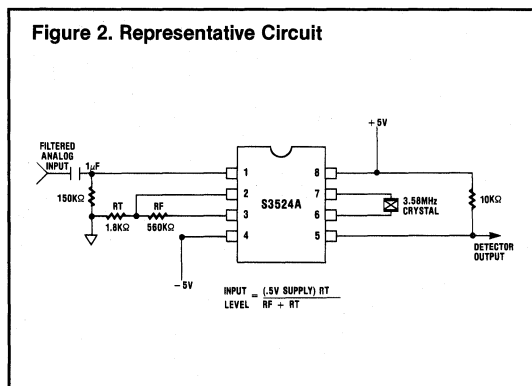 Figure 2. Representative Circuit
+5V
FILTERED
ANALOG
INPUT
1µF
150KΩ
RT
1.8KΩ
RF
560KΩ
1
2
3
4
S3524A
8
7
6
5
3.58MHz
CRYSTAL
10KΩ
DETECTOR
OUTPUT
−5V
INPUT LEVEL = (.5V SUPPLY) RT
RF + RT